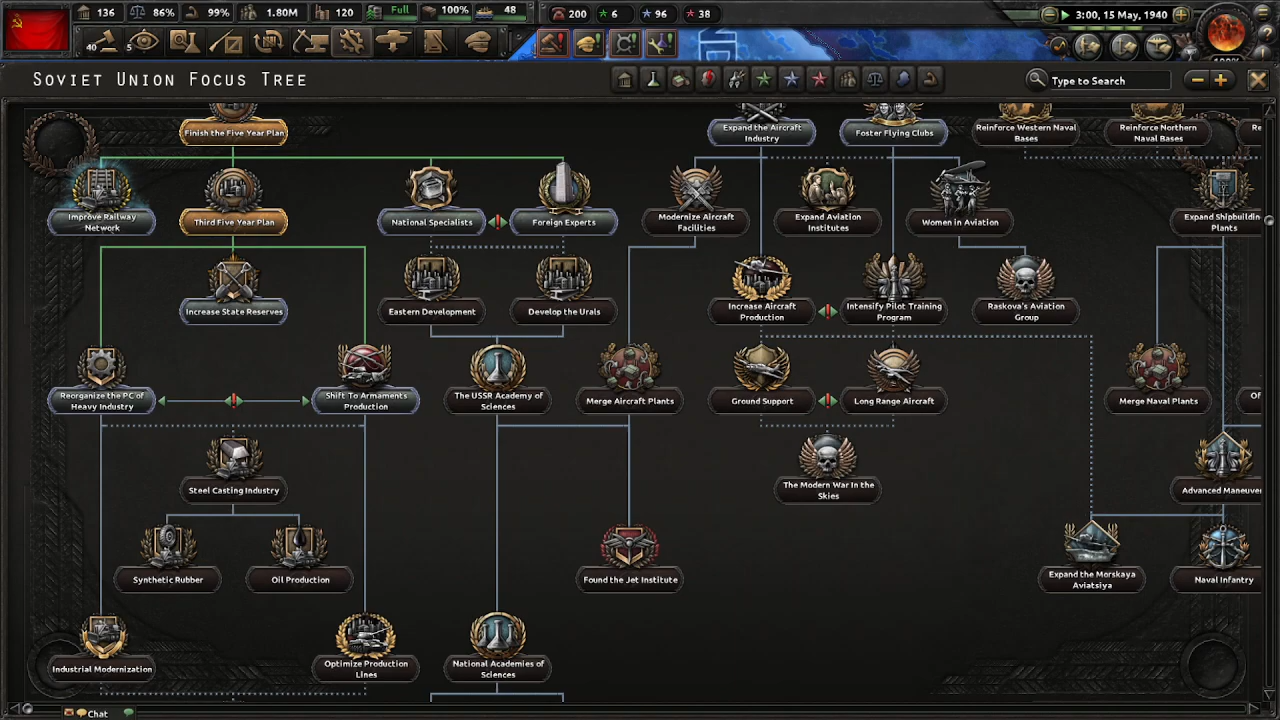 136 86% 99% 1.80M 120 Full 100% 48 200 6 96 38 3:00, 15 May, 1940
40 5
Soviet Union Focus Tree
Type to Search
Finish the Five Year Plan
Expand the Aircraft
Industry
Foster Flying Clubs
Reinforce Western Naval
Bases
Reinforce Northern
Naval Bases
Improve Railway
Network
Third Five Year Plan
National Specialists
Foreign Experts
Modernize Aircraft
Facilities
Expand Aviation
Institutes
Women in Aviation
Expand Shipbuilding
Plants
Increase State Reserves
Eastern Development
Develop the Urals
Increase Aircraft
Production
Intensify Pilot Training
Program
Raskova's Aviation
Group
Reorganize the PC of
Heavy Industry
Shift To Armaments
Production
The USSR Academy of
Sciences
Merge Aircraft Plants
Ground Support
Long Range Aircraft
Merge Naval Plants
Steel Casting Industry
The Modern War In the
Skies
Advanced Maneuver
Synthetic Rubber
Oil Production
Found the Jet Institute
Expand the Morskaya
Aviatsiya
Naval Infantry
Industrial Modernization
Optimize Production
Lines
National Academies of
Sciences
Chat